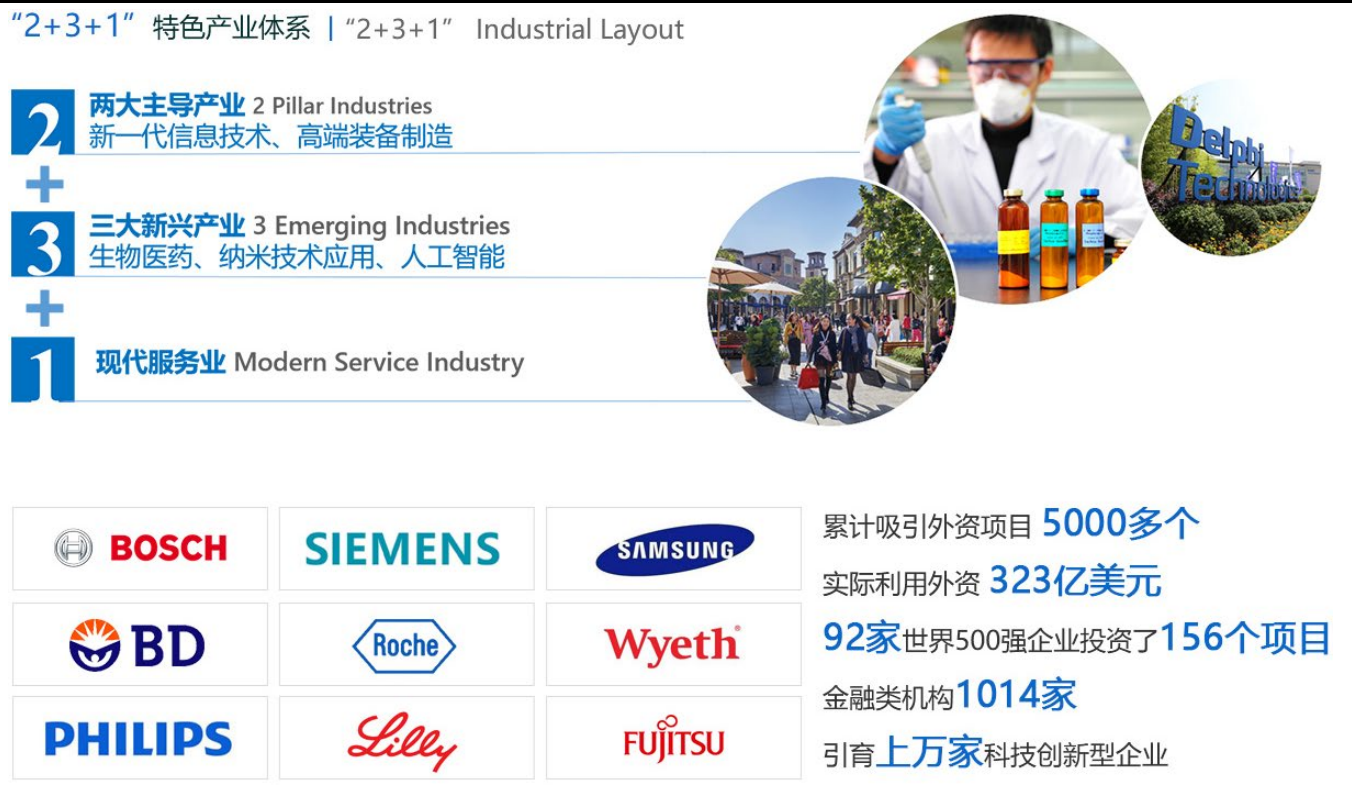 “2+3+1” 特色产业体系 | “2+3+1” Industrial Layout
2 两大主导产业 2 Pillar Industries
新一代信息技术、高端装备制造
+
3 三大新兴产业 3 Emerging Industries
生物医药、纳米技术应用、人工智能
+
1 现代服务业 Modern Service Industry
Delphi
Technologies
BOSCH SIEMENS SAMSUNG
BD Roche Wyeth®
PHILIPS Lilly FUJITSU
累计吸引外资项目 5000多个
实际利用外资 323亿美元
92家世界500强企业投资了156个项目
金融类机构1014家
引育上万家科技创新型企业